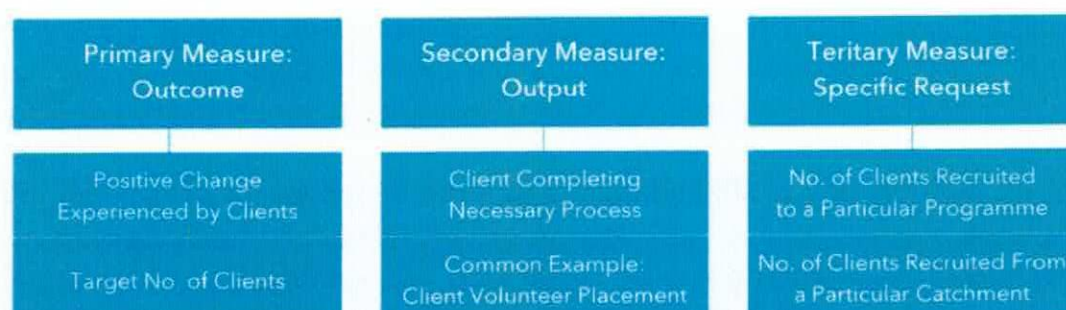 Primary Measure:
Outcome
Positive Change
Experienced by Clients
Target No. of Clients
Secondary Measure:
Output
Client Completing
Necessary Process
Common Example:
Client Volunteer Placement
Teritary Measure:
Specific Request
No. of Clients Recruited
to a Particular Programme
No. of Clients Recruited From
a Particular Catchment